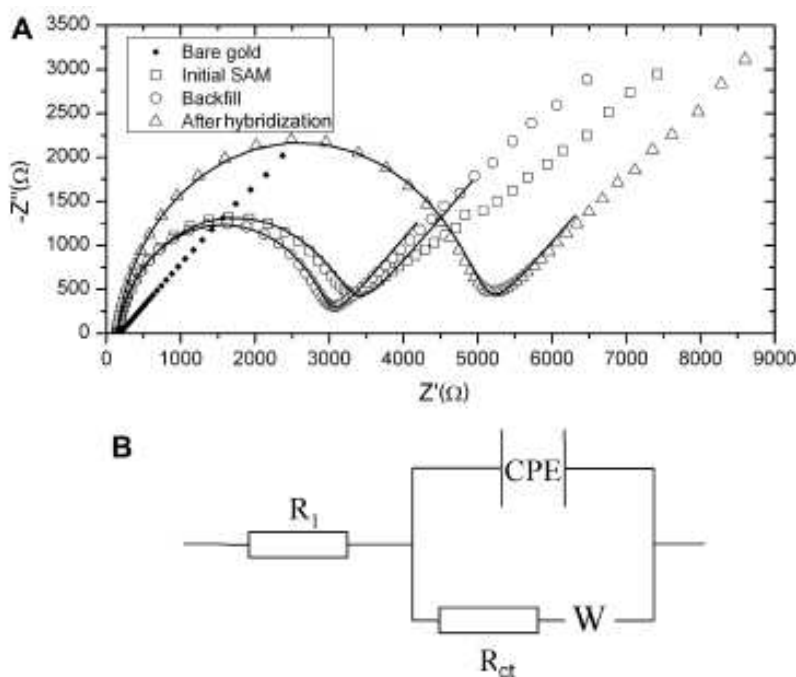 A
-Z''(Ω)
3500
3000
2500
2000
1500
1000
500
0
Bare gold
Initial SAM
Backfill
After hybridization
0 1000 2000 3000 4000 5000 6000 7000 8000 9000
Z'(Ω)
B
CPE
R1
W
Rct